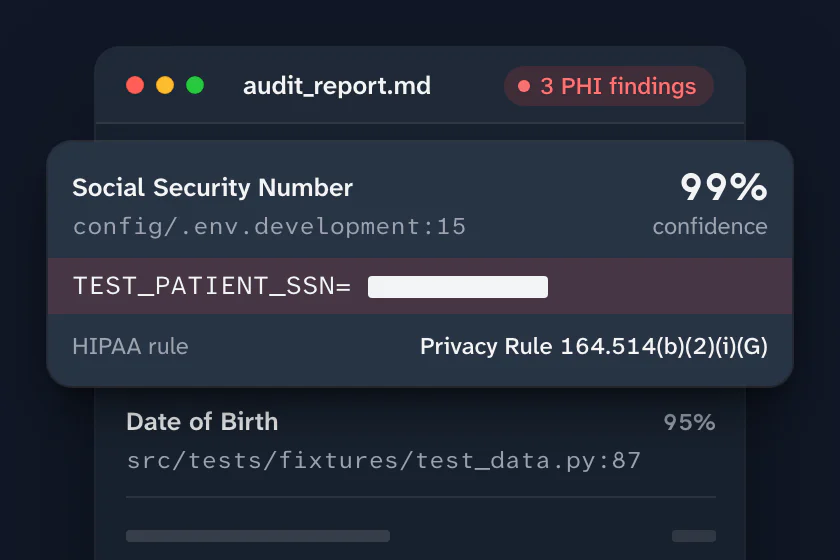 audit_report.md
3 PHI findings
Social Security Number
99%
config/.env.development:15
confidence
TEST_PATIENT_SSN=
HIPAA rule
Privacy Rule 164.514(b)(2)(i)(G)
Date of Birth
95%
src/tests/fixtures/test_data.py:87